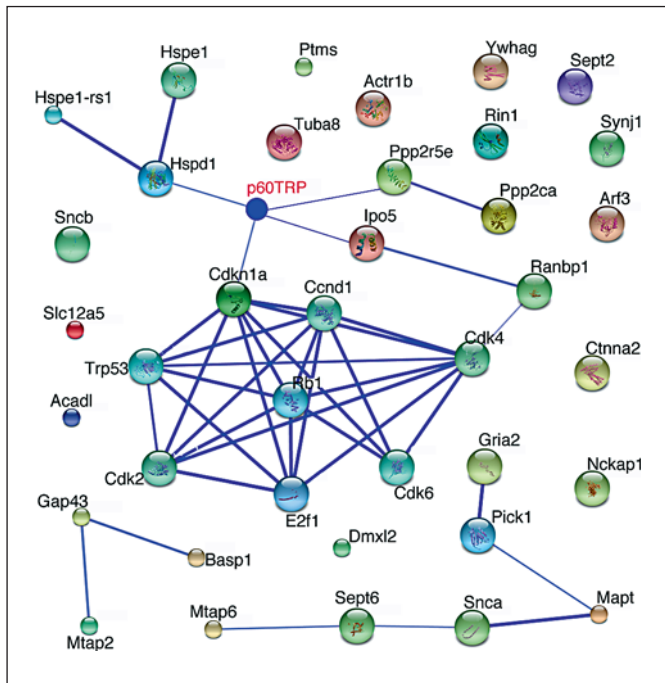 Hspe1
Ptms
Ywhag
Sept2
Hspe1-rs1
Actr1b
Tuba8
Rin1
Synj1
Hspd1
p60TRP
Ppp2r5e
Ppp2ca
Sncb
Ipo5
Arf3
Cdkn1a
Ccnd1
Ranbp1
Slc12a5
Cdk4
Trp53
Ctnna2
Rb1
Acadl
Gria2
Cdk2
Cdk6
Nckap1
Gap43
E2f1
Pick1
Dmxl2
Basp1
Mtap6
Sept6
Snca
Mapt
Mtap2